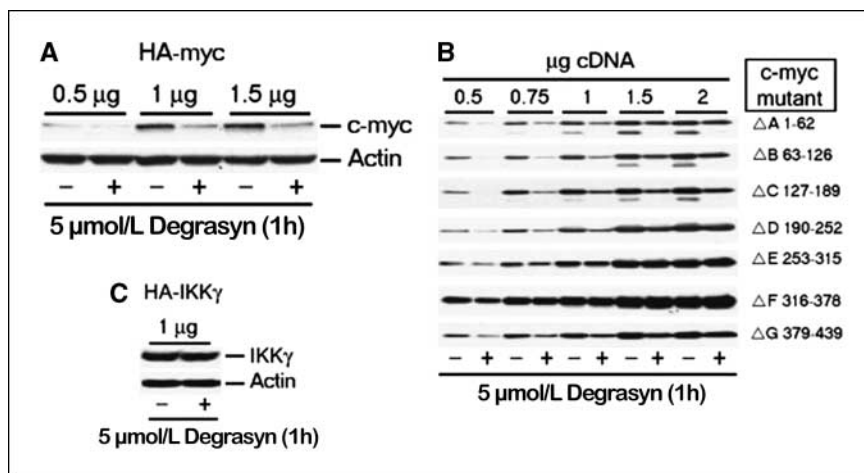 A
HA-myc
0.5 µg 1 µg 1.5 µg
c-myc
Actin
– + – + – +
5 µmol/L Degrasyn (1h)
C
HA-IKKγ
1 µg
IKKγ
Actin
– +
5 µmol/L Degrasyn (1h)
B
µg cDNA
0.5 0.75 1 1.5 2
c-myc
mutant
△A 1-62
△B 63-126
△C 127-189
△D 190-252
△E 253-315
△F 316-378
△G 379-439
– + – + – + – + – +
5 µmol/L Degrasyn (1h)